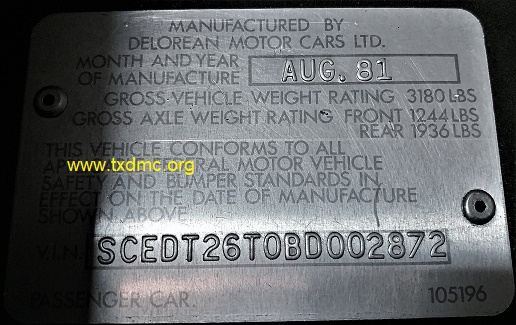 MANUFACTURED BY
DELOREAN MOTOR CARS LTD.
MONTH AND YEAR
OF MANUFACTURE AUG. 81
GROSS-VEHICLE WEIGHT RATING 3180 LBS
GROSS AXLE WEIGHT RATING FRONT 1244 LBS
REAR 1936 LBS
THIS VEHICLE CONFORMS TO ALL
www.txdmc.org
MOTOR VEHICLE
SAFETY AND BUMPER STANDARDS IN
EFFECT ON THE DATE OF MANUFACTURE
SHOWN ABOVE
V.I.N. SCEDT26T0BD002872
PASSENGER CAR 105196